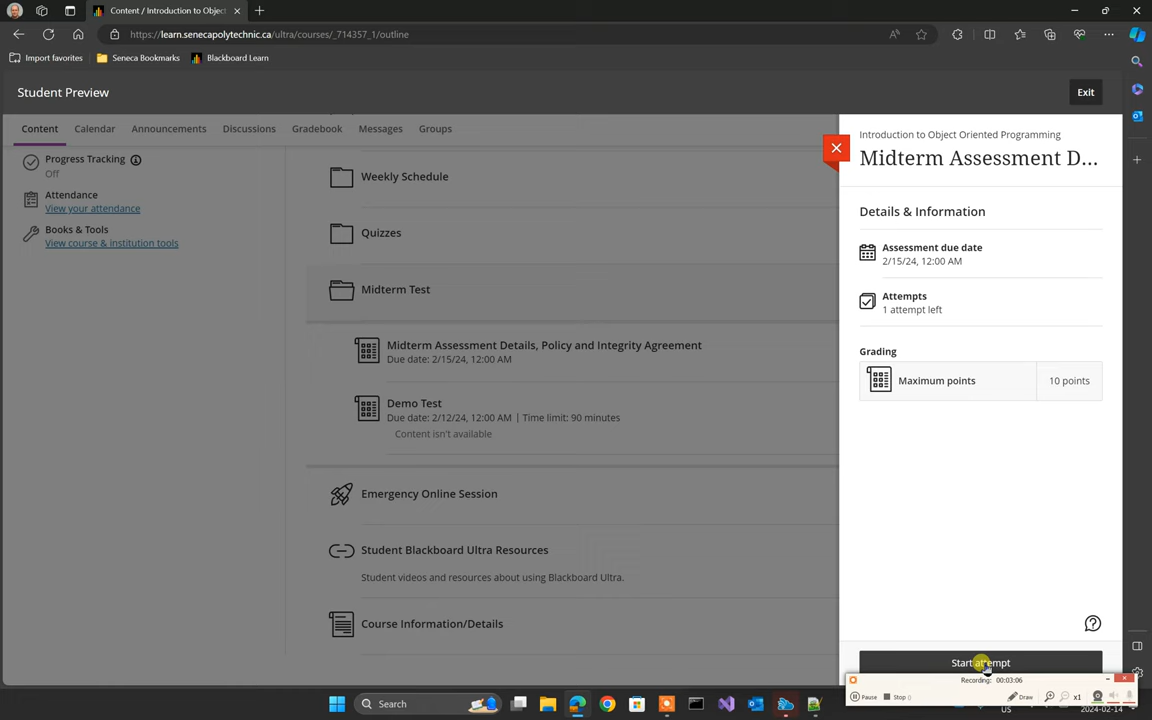 Content / Introduction to Object
https://learn.senecapolytechnic.ca/ultra/courses/_714357_1/outline
Import favorites
Seneca Bookmarks
Blackboard Learn
Student Preview
Exit
Content
Calendar
Announcements
Discussions
Gradebook
Messages
Groups
Progress Tracking
Off
Attendance
View your attendance
Books & Tools
View course & institution tools
Weekly Schedule
Quizzes
Midterm Test
Midterm Assessment Details, Policy and Integrity Agreement
Due date: 2/15/24, 12:00 AM
Demo Test
Due date: 2/12/24, 12:00 AM | Time limit: 90 minutes
Content isn't available
Emergency Online Session
Student Blackboard Ultra Resources
Student videos and resources about using Blackboard Ultra.
Course Information/Details
Introduction to Object Oriented Programming
Midterm Assessment D...
Details & Information
Assessment due date
2/15/24, 12:00 AM
Attempts
1 attempt left
Grading
Maximum points
10 points
Start attempt
Recording: 00:03:06
Pause
Stop ()
Draw
x1
Search
US
2024-02-14